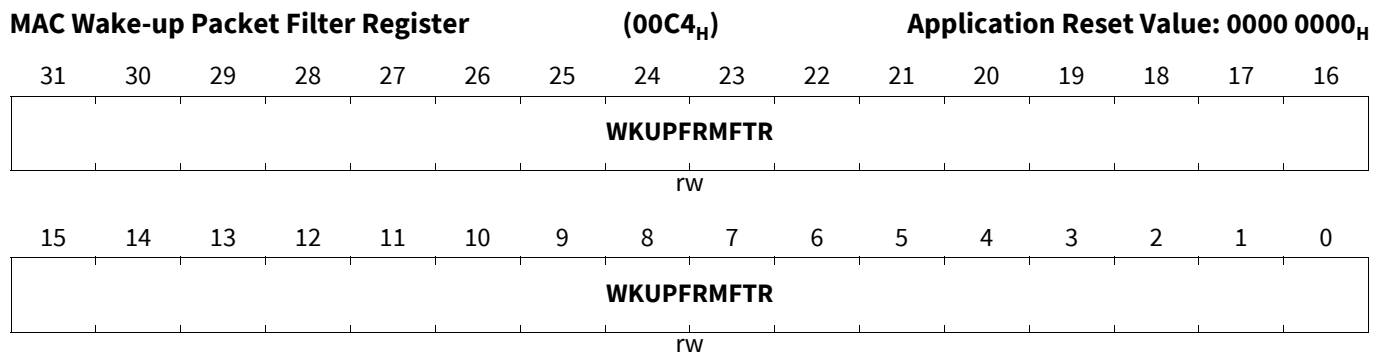 MAC Wake-up Packet Filter Register (00C4H) Application Reset Value: 0000 0000H
31 30 29 28 27 26 25 24 23 22 21 20 19 18 17 16
WKUPFRMFTR
rw
15 14 13 12 11 10 9 8 7 6 5 4 3 2 1 0
WKUPFRMFTR
rw